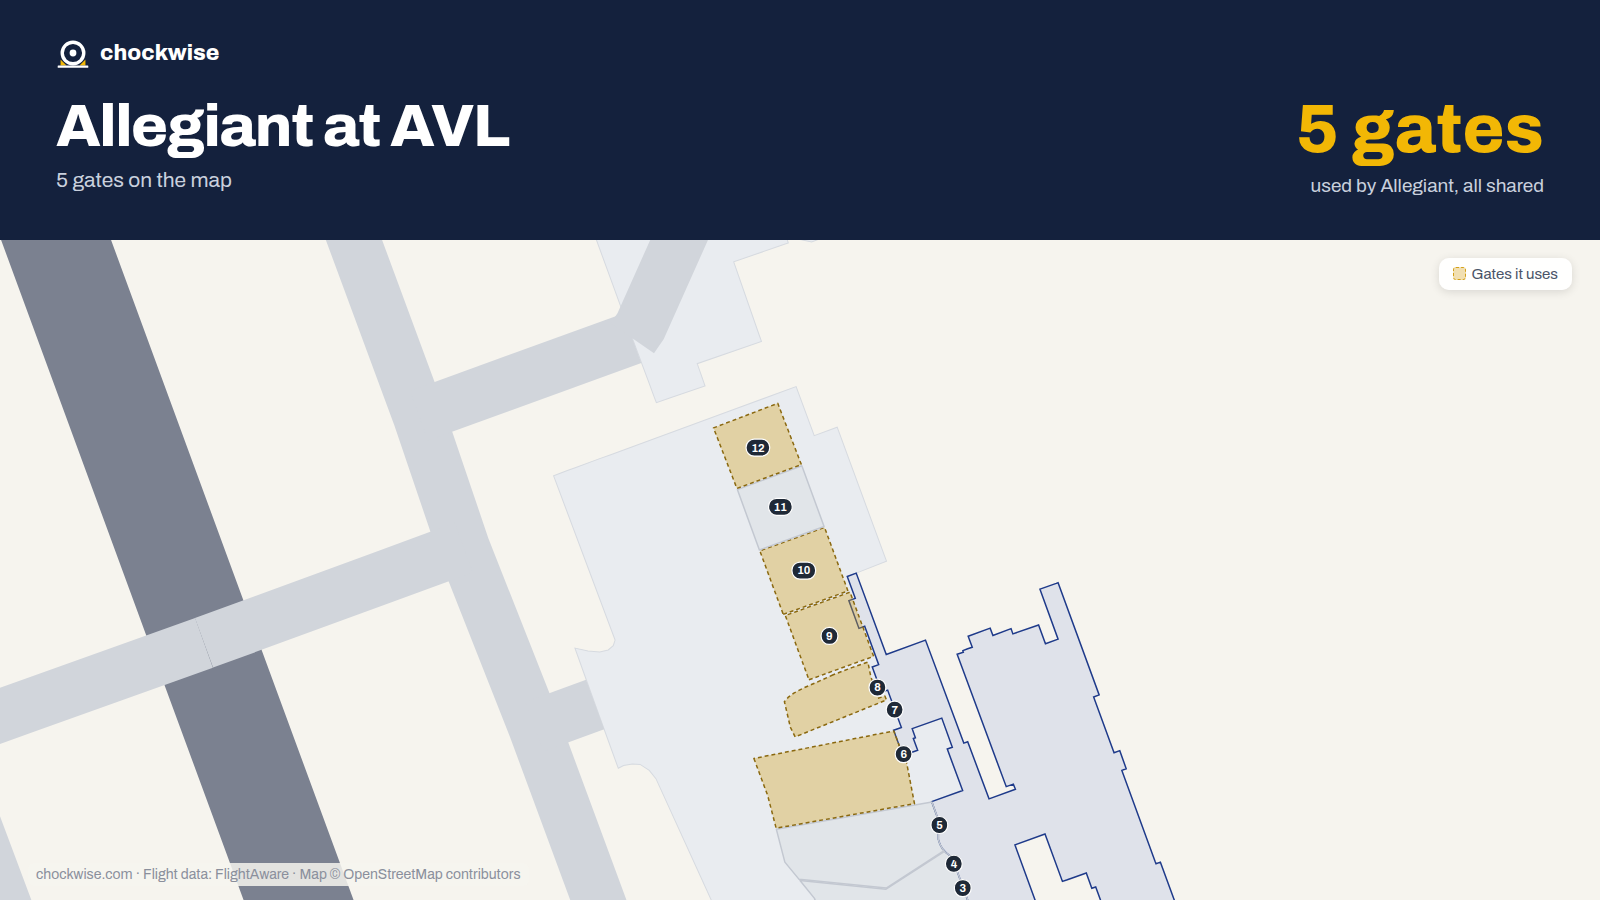 chockwise
Allegiant at AVL
5 gates on the map
5 gates
used by Allegiant, all shared
Gates it uses
12
11
10
9
8
7
6
5
4
3
chockwise.com · Flight data: FlightAware · Map © OpenStreetMap contributors